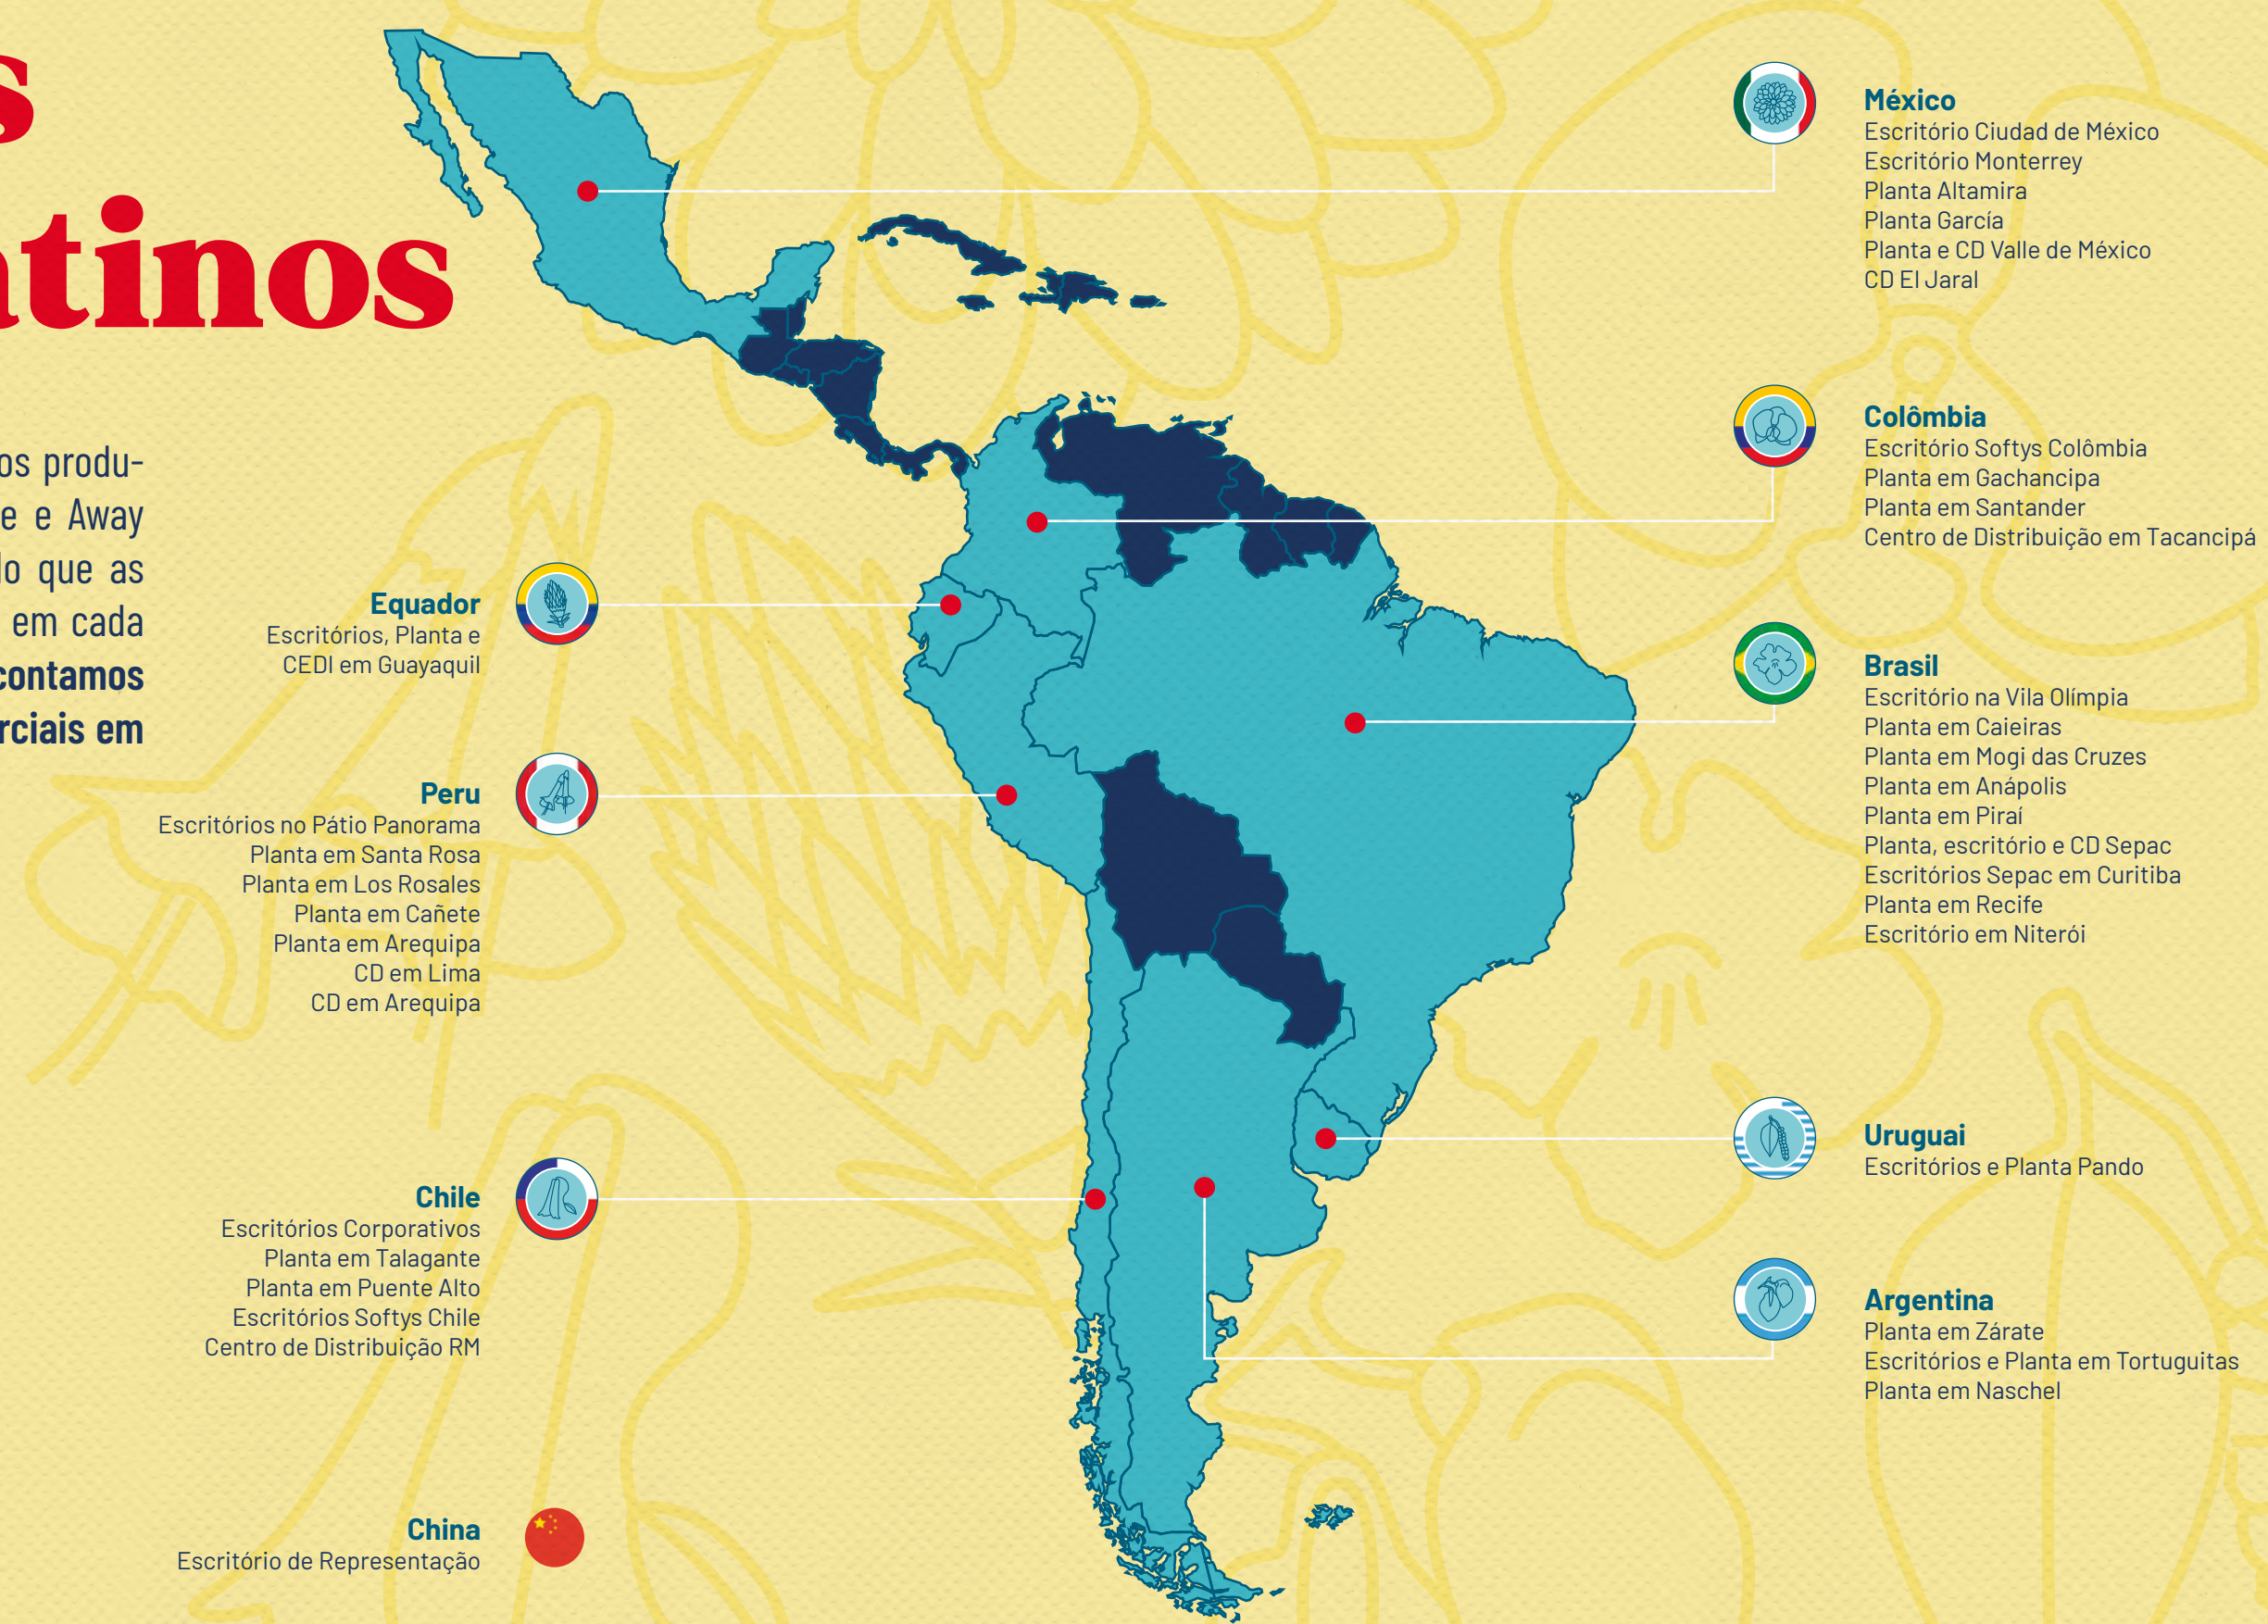 s
atinos
os produ-
e e Away
do que as
em cada
contamos
rciais em
Equador
Escritórios, Planta e
CEDI em Guayaquil
Peru
Escritórios no Pátio Panorama
Planta em Santa Rosa
Planta em Los Rosales
Planta em Cañete
Planta em Arequipa
CD em Lima
CD em Arequipa
Chile
Escritórios Corporativos
Planta em Talagante
Planta em Puente Alto
Escritórios Softys Chile
Centro de Distribuição RM
China
Escritório de Representação
México
Escritório Ciudad de México
Escritório Monterrey
Planta Altamira
Planta García
Planta e CD Valle de México
CD El Jaral
Colômbia
Escritório Softys Colômbia
Planta em Gachancipa
Planta em Santander
Centro de Distribuição em Tacancipá
Brasil
Escritório na Vila Olímpia
Planta em Caieiras
Planta em Mogi das Cruzes
Planta em Anápolis
Planta em Piraí
Planta, escritório e CD Sepac
Escritórios Sepac em Curitiba
Planta em Recife
Escritório em Niterói
Uruguai
Escritórios e Planta Pando
Argentina
Planta em Zárate
Escritórios e Planta em Tortuguitas
Planta em Naschel